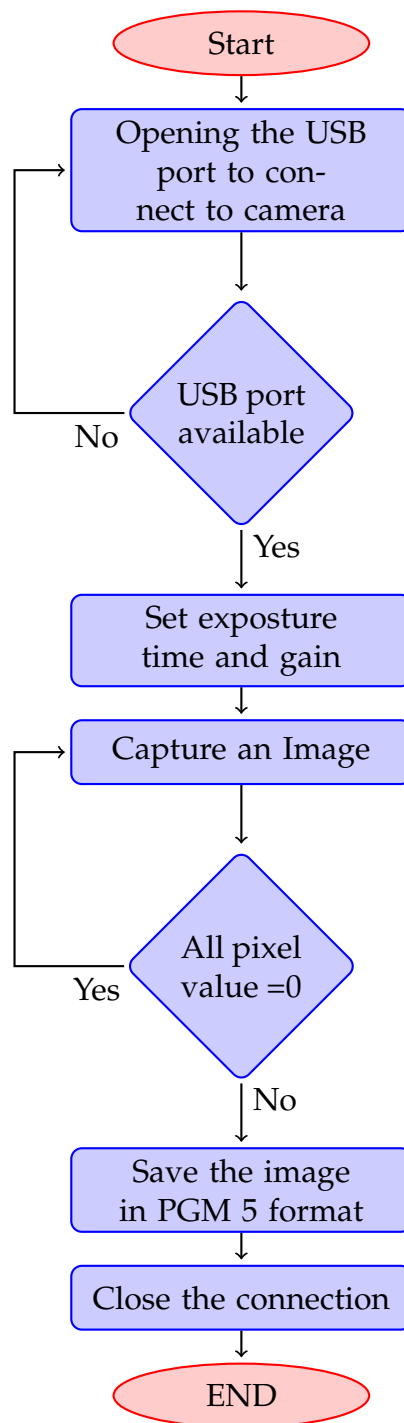 Start
Opening the USB
port to con-
nect to camera
USB port
available
No
Yes
Set exposture
time and gain
Capture an Image
All pixel
value =0
Yes
No
Save the image
in PGM 5 format
Close the connection
END